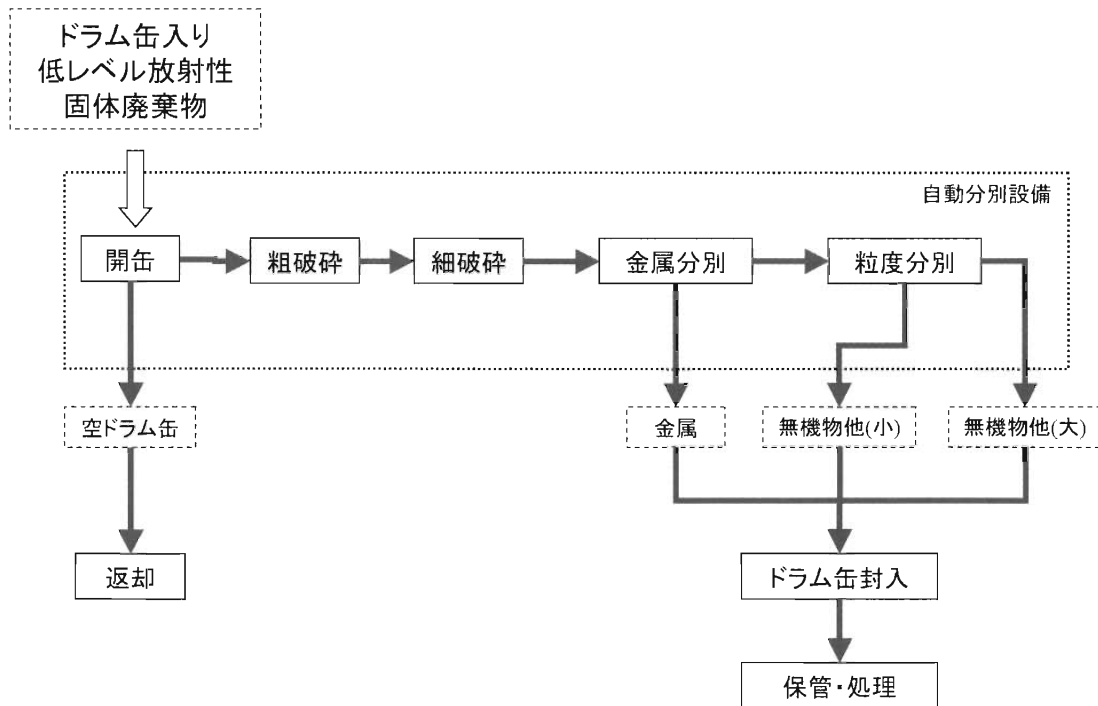 ドラム缶入り
低レベル放射性
固体廃棄物
自動分別設備
開缶
粗破砕
細破砕
金属分別
粒度分別
空ドラム缶
金属
無機物他(小)
無機物他(大)
返却
ドラム缶封入
保管・処理